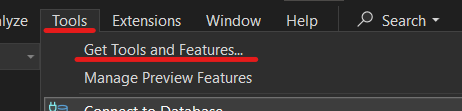 alyze Tools Extensions Window Help Search
Get Tools and Features...
Manage Preview Features
Connect to Database